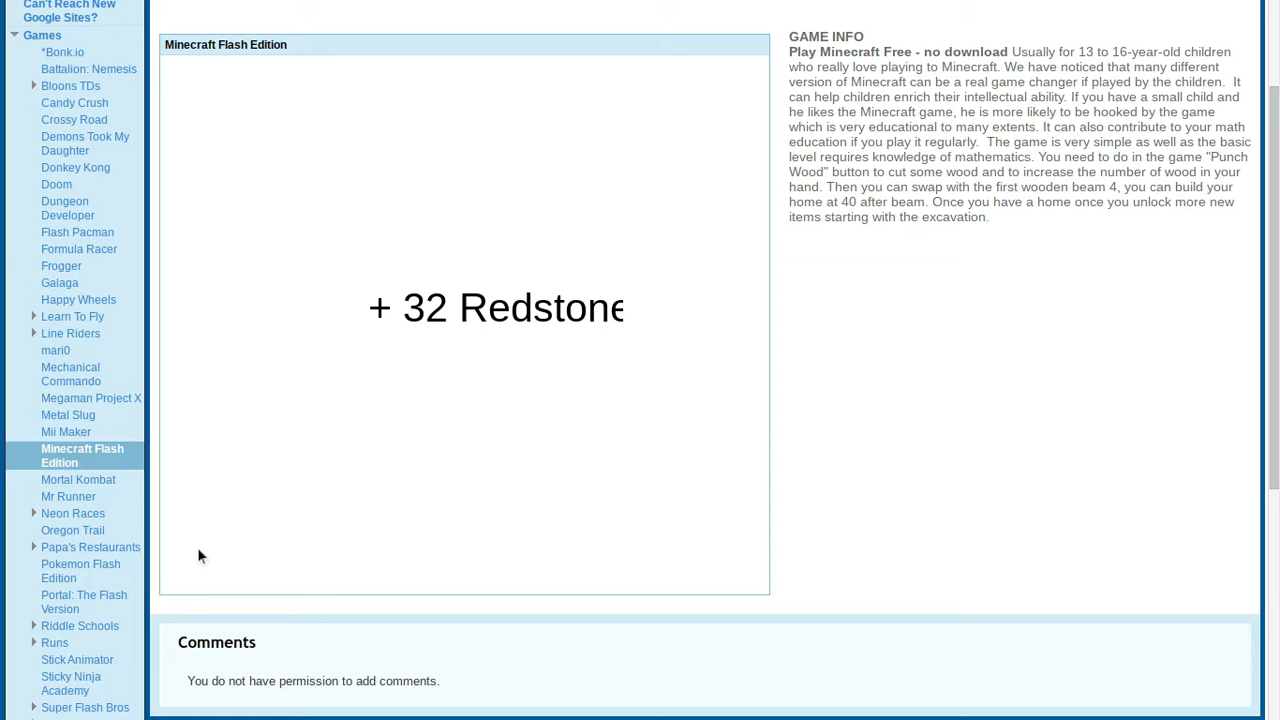 Can't Reach New
Google Sites?
Games
*Bonk.io
Battalion: Nemesis
Bloons TDs
Candy Crush
Crossy Road
Demons Took My
Daughter
Donkey Kong
Doom
Dungeon
Developer
Flash Pacman
Formula Racer
Frogger
Galaga
Happy Wheels
Learn To Fly
Line Riders
mari0
Mechanical
Commando
Megaman Project X
Metal Slug
Mii Maker
Minecraft Flash
Edition
Mortal Kombat
Mr Runner
Neon Races
Oregon Trail
Papa's Restaurants
Pokemon Flash
Edition
Portal: The Flash
Version
Riddle Schools
Runs
Stick Animator
Sticky Ninja
Academy
Super Flash Bros
Minecraft Flash Edition
+ 32 Redstone
GAME INFO
Play Minecraft Free - no download Usually for 13 to 16-year-old children
who really love playing to Minecraft. We have noticed that many different
version of Minecraft can be a real game changer if played by the children. It
can help children enrich their intellectual ability. If you have a small child and
he likes the Minecraft game, he is more likely to be hooked by the game
which is very educational to many extents. It can also contribute to your math
education if you play it regularly. The game is very simple as well as the basic
level requires knowledge of mathematics. You need to do in the game "Punch
Wood" button to cut some wood and to increase the number of wood in your
hand. Then you can swap with the first wooden beam 4, you can build your
home at 40 after beam. Once you have a home once you unlock more new
items starting with the excavation.
Comments
You do not have permission to add comments.